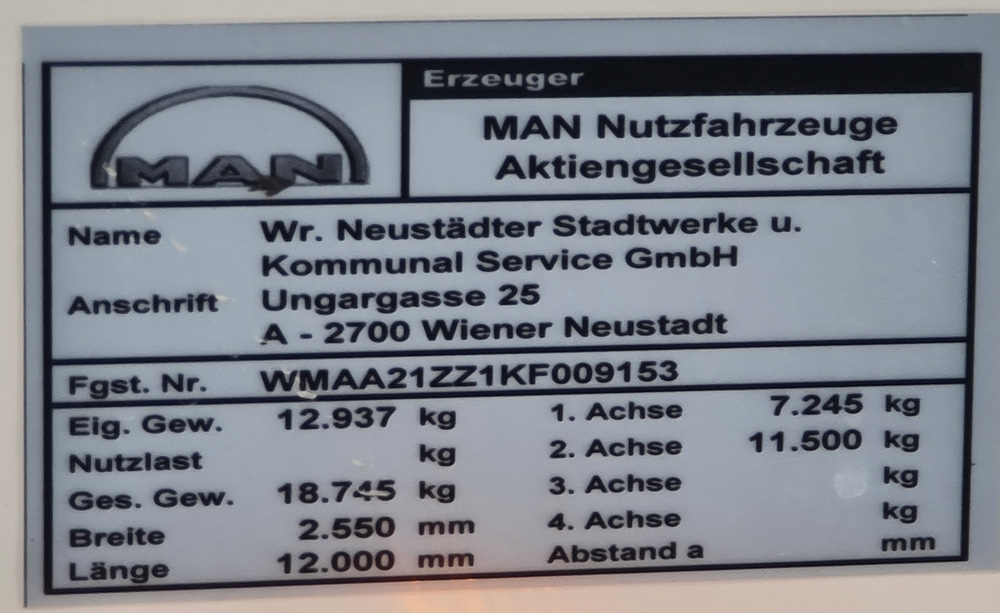 MAN
Erzeuger
MAN Nutzfahrzeuge
Aktiengesellschaft
Name Wr. Neustädter Stadtwerke u.
Kommunal Service GmbH
Anschrift Ungargasse 25
A - 2700 Wiener Neustadt
Fgst. Nr. WMAA21ZZ1KF009153
Eig. Gew. 12.937 kg 1. Achse 7.245 kg
Nutzlast kg 2. Achse 11.500 kg
Ges. Gew. 18.745 kg 3. Achse kg
Breite 2.550 mm 4. Achse kg
Länge 12.000 mm Abstand a mm